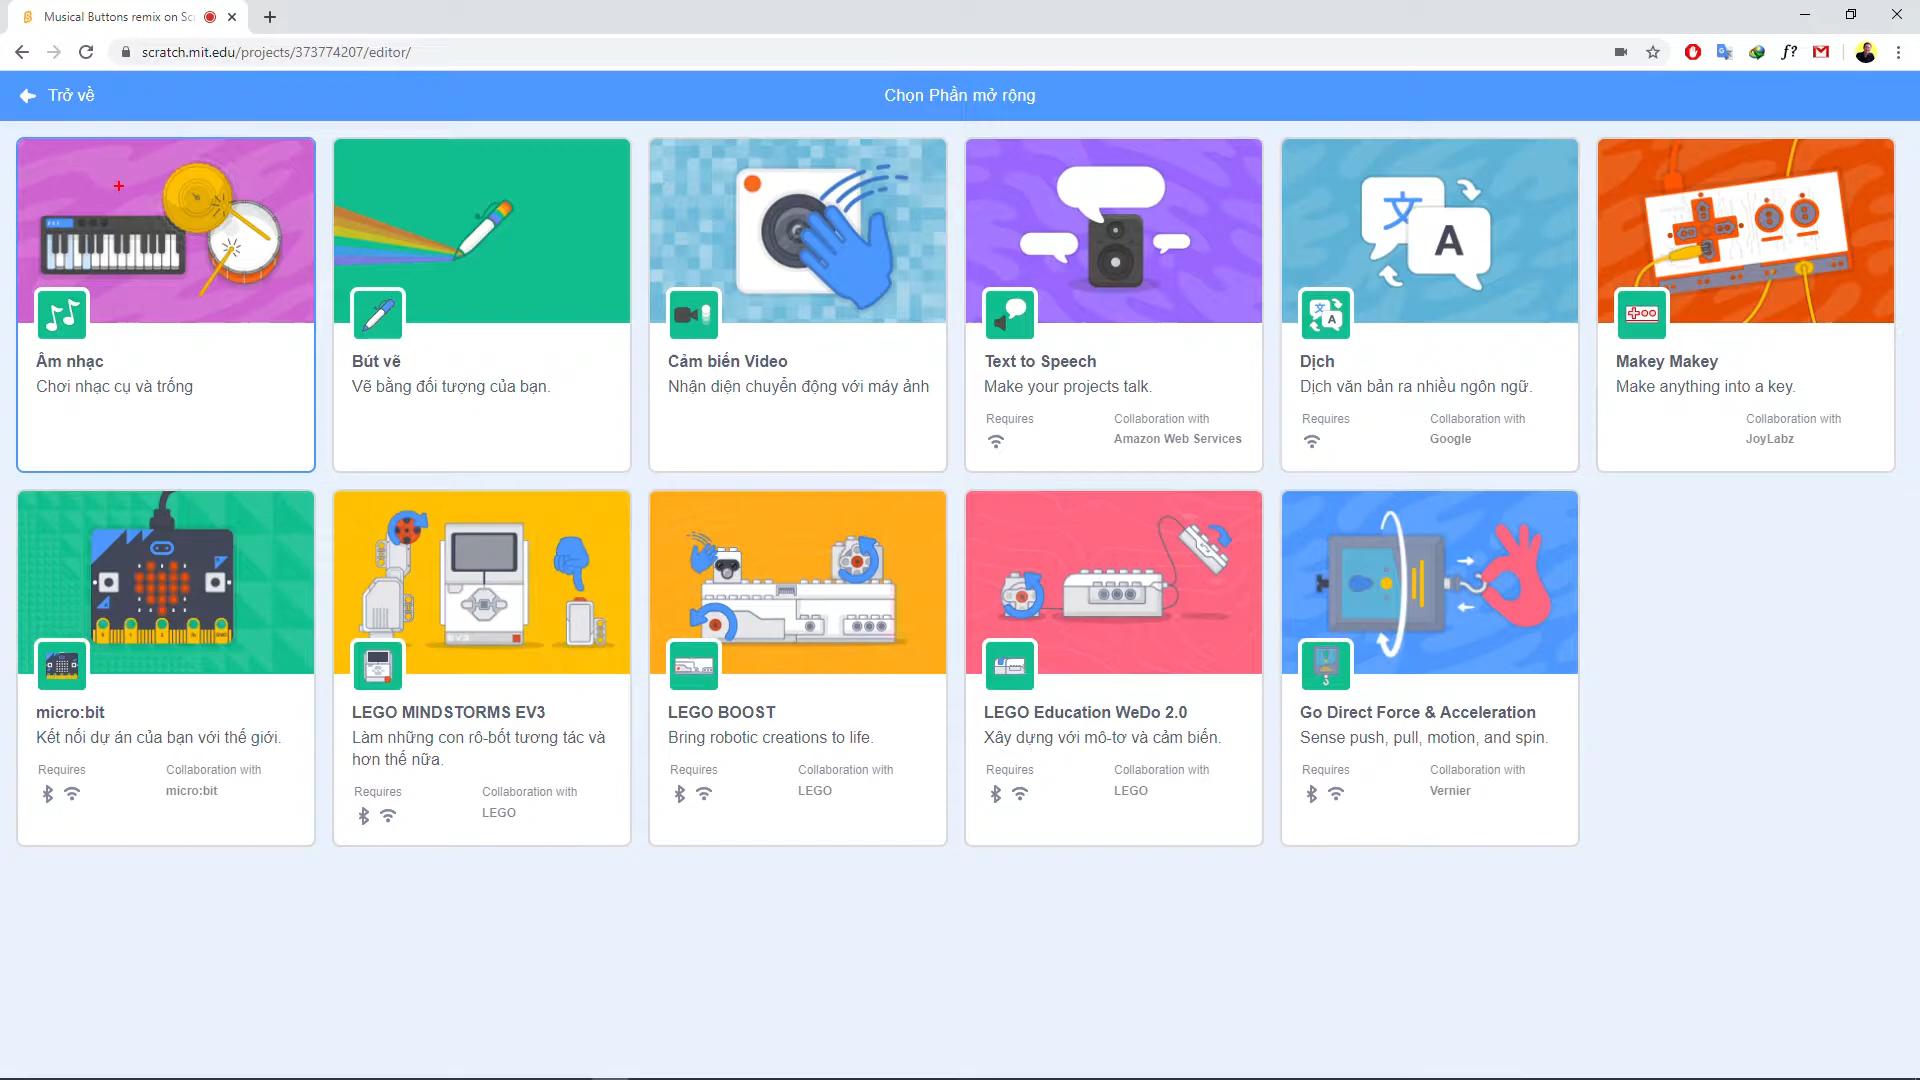 Musical Buttons remix on Sc
scratch.mit.edu/projects/373774207/editor/
f?
Trở về
Chọn Phần mở rộng
Âm nhạc
Chơi nhạc cụ và trống
Bút vẽ
Vẽ bằng đối tượng của bạn.
Cảm biến Video
Nhận diện chuyển động với máy ảnh
Text to Speech
Make your projects talk.
Requires
Collaboration with
Amazon Web Services
文
A
Dịch
Dịch văn bản ra nhiều ngôn ngữ.
Requires
Collaboration with
Google
Makey Makey
Make anything into a key.
Collaboration with
JoyLabz
micro:bit
Kết nối dự án của bạn với thế giới.
Requires
Collaboration with
micro:bit
EV3
LEGO MINDSTORMS EV3
Làm những con rô-bốt tương tác và
hơn thế nữa.
Requires
Collaboration with
LEGO
LEGO BOOST
Bring robotic creations to life.
Requires
Collaboration with
LEGO
LEGO Education WeDo 2.0
Xây dựng với mô-tơ và cảm biến.
Requires
Collaboration with
LEGO
Go Direct Force & Acceleration
Sense push, pull, motion, and spin.
Requires
Collaboration with
Vernier